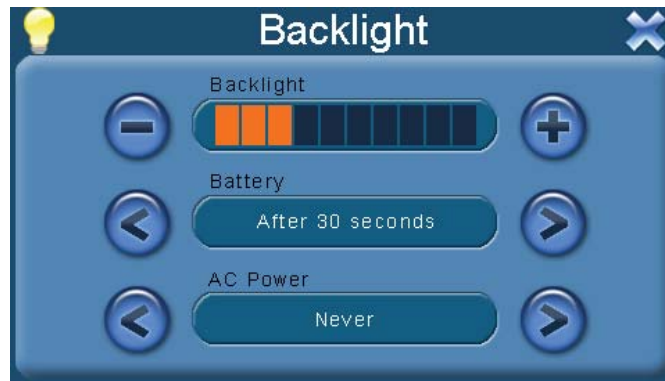 Backlight
Backlight
Battery
After 30 seconds
AC Power
Never